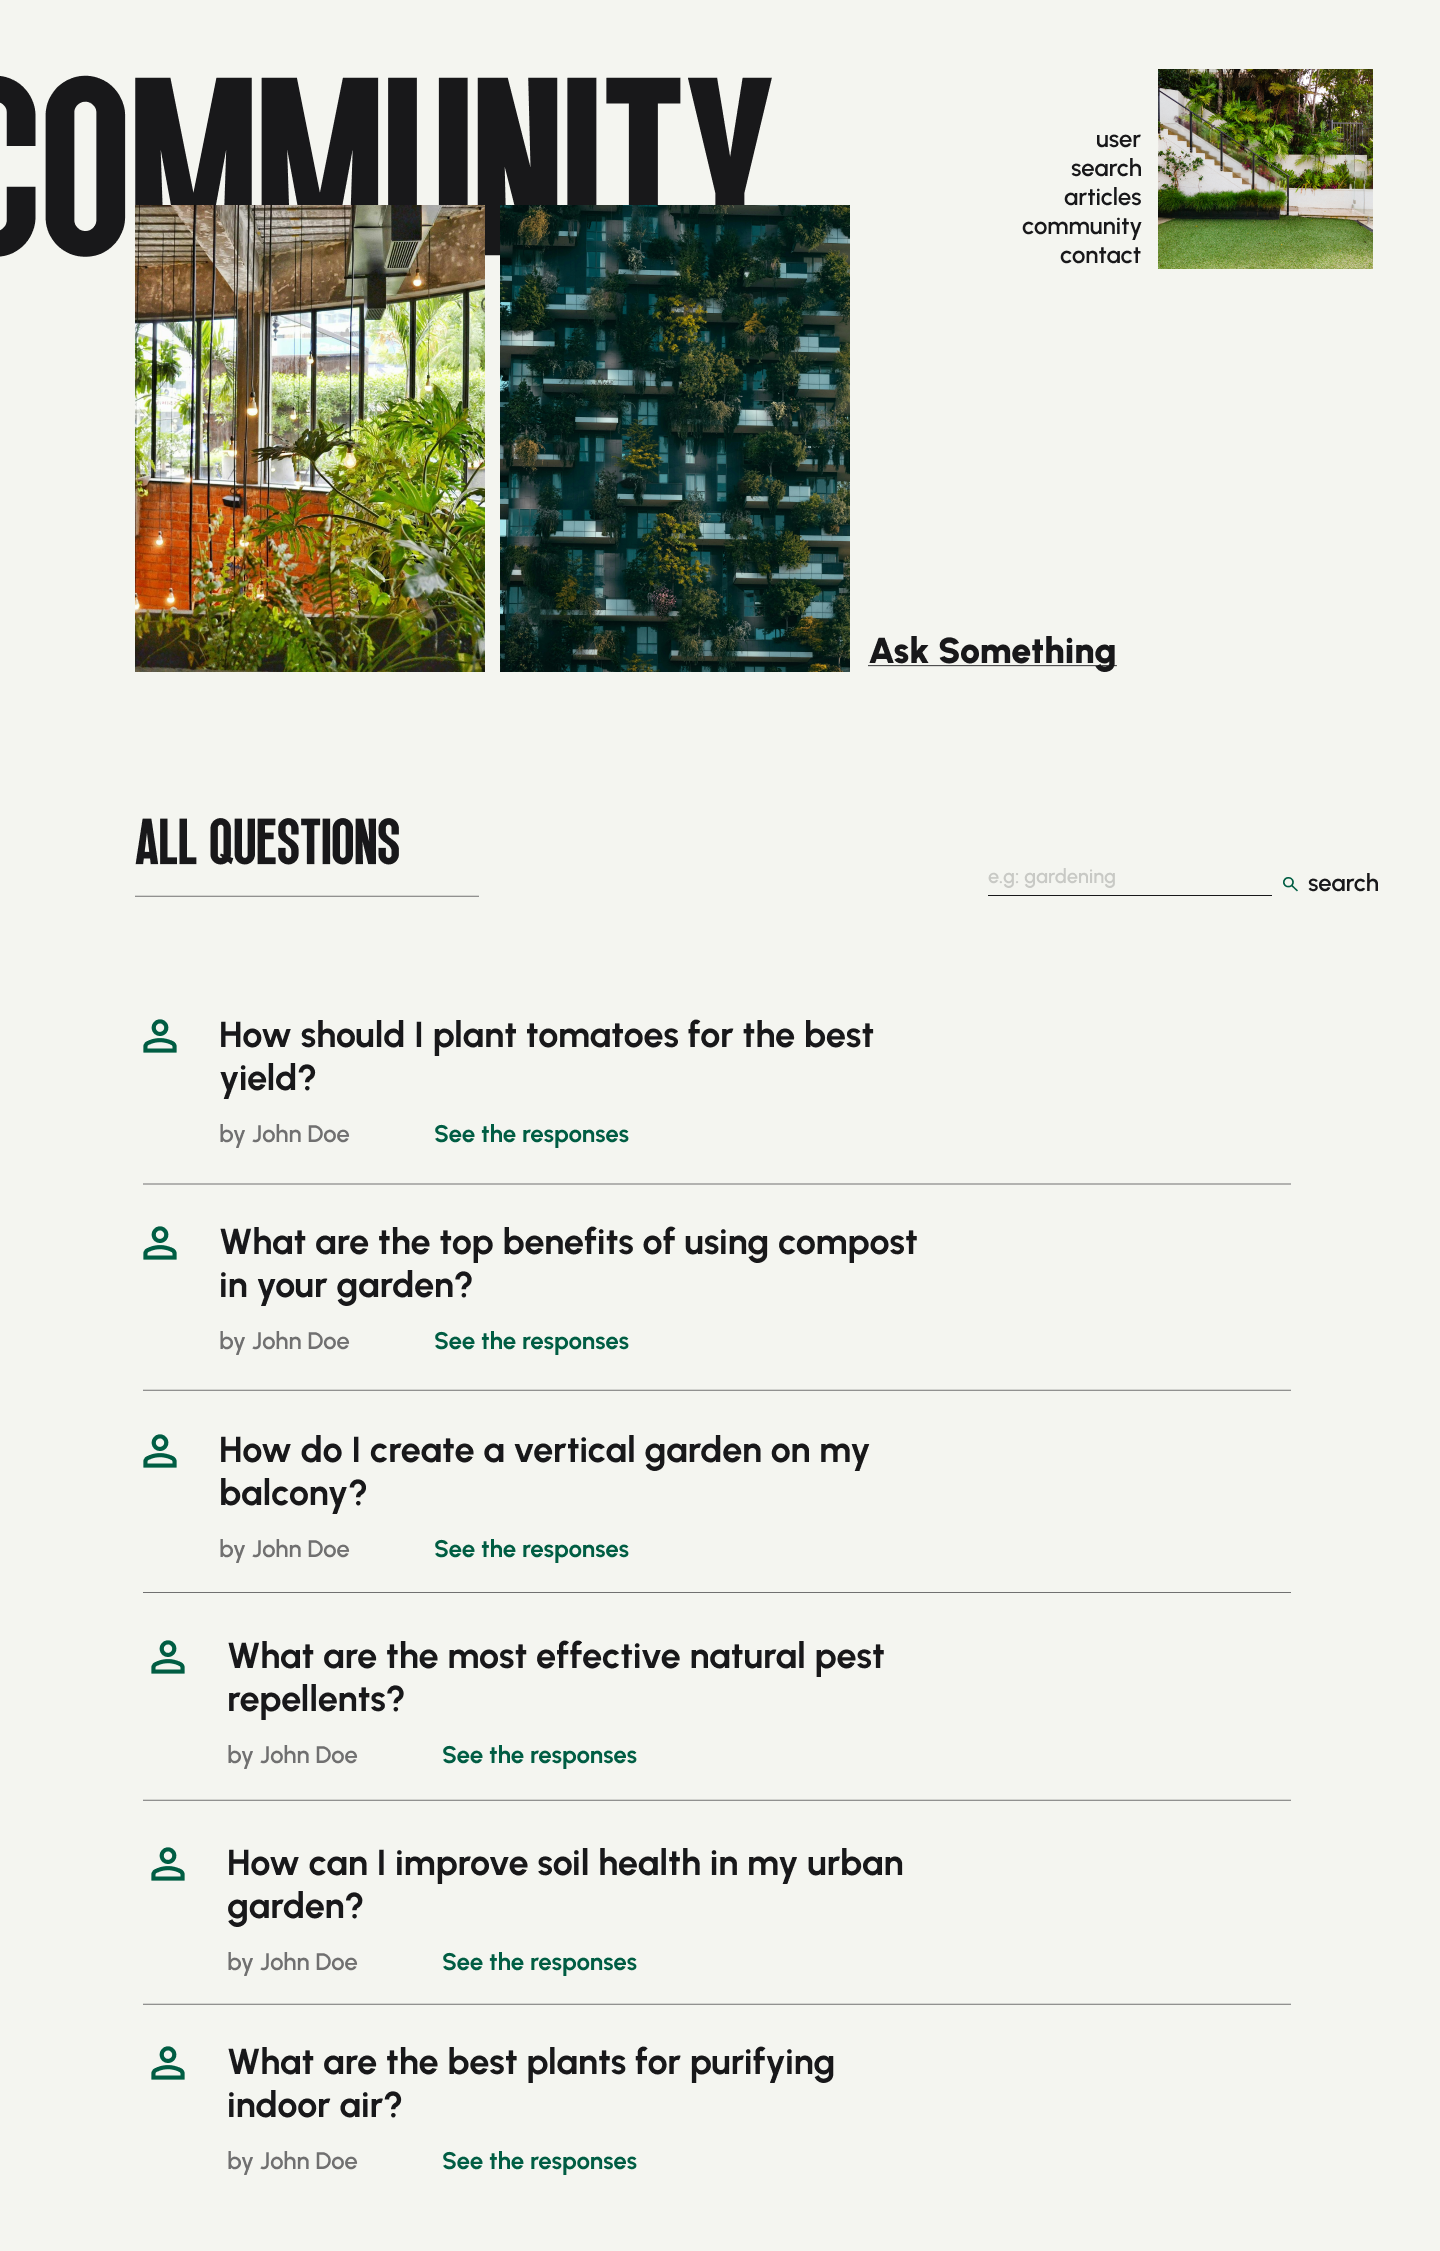 COMMUNITY
user
search
articles
community
contact
Ask Something
ALL QUESTIONS
e.g: gardening
search
How should I plant tomatoes for the best
yield?
by John Doe See the responses
What are the top benefits of using compost
in your garden?
by John Doe See the responses
How do I create a vertical garden on my
balcony?
by John Doe See the responses
What are the most effective natural pest
repellents?
by John Doe See the responses
How can I improve soil health in my urban
garden?
by John Doe See the responses
What are the best plants for purifying
indoor air?
by John Doe See the responses